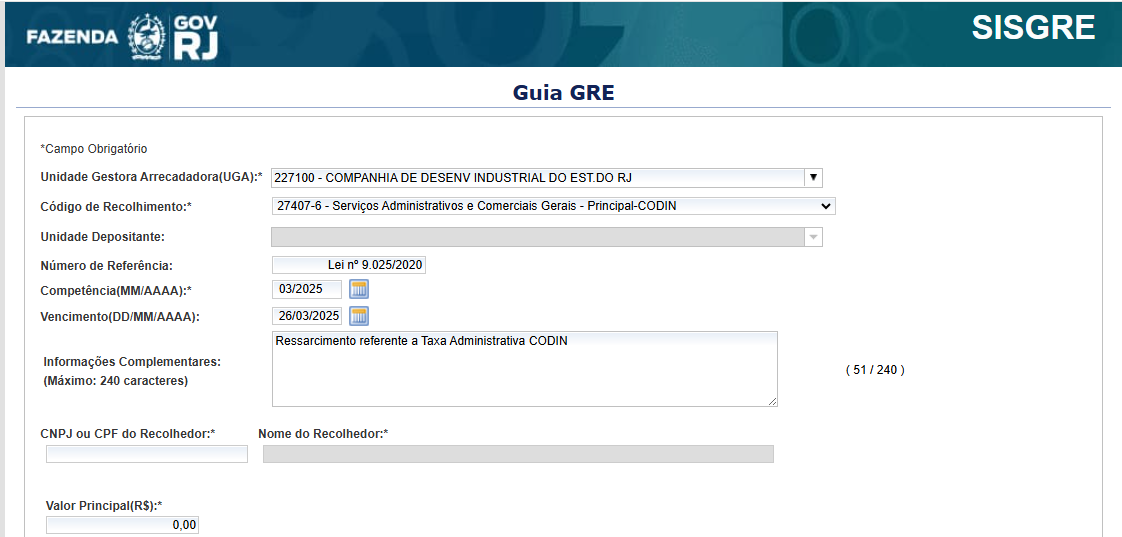 FAZENDA GOV RJ SISGRE
Guia GRE
*Campo Obrigatório
Unidade Gestora Arrecadadora(UGA):* 227100 - COMPANHIA DE DESENV INDUSTRIAL DO EST.DO RJ
Código de Recolhimento:* 27407-6 - Serviços Administrativos e Comerciais Gerais - Principal-CODIN
Unidade Depositante:
Número de Referência: Lei nº 9.025/2020
Competência(MM/AAAA):* 03/2025
Vencimento(DD/MM/AAAA): 26/03/2025
Ressarcimento referente a Taxa Administrativa CODIN
Informações Complementares:
(Máximo: 240 caracteres)
( 51 / 240 )
CNPJ ou CPF do Recolhedor:* Nome do Recolhedor:*
Valor Principal(R$):*
0,00